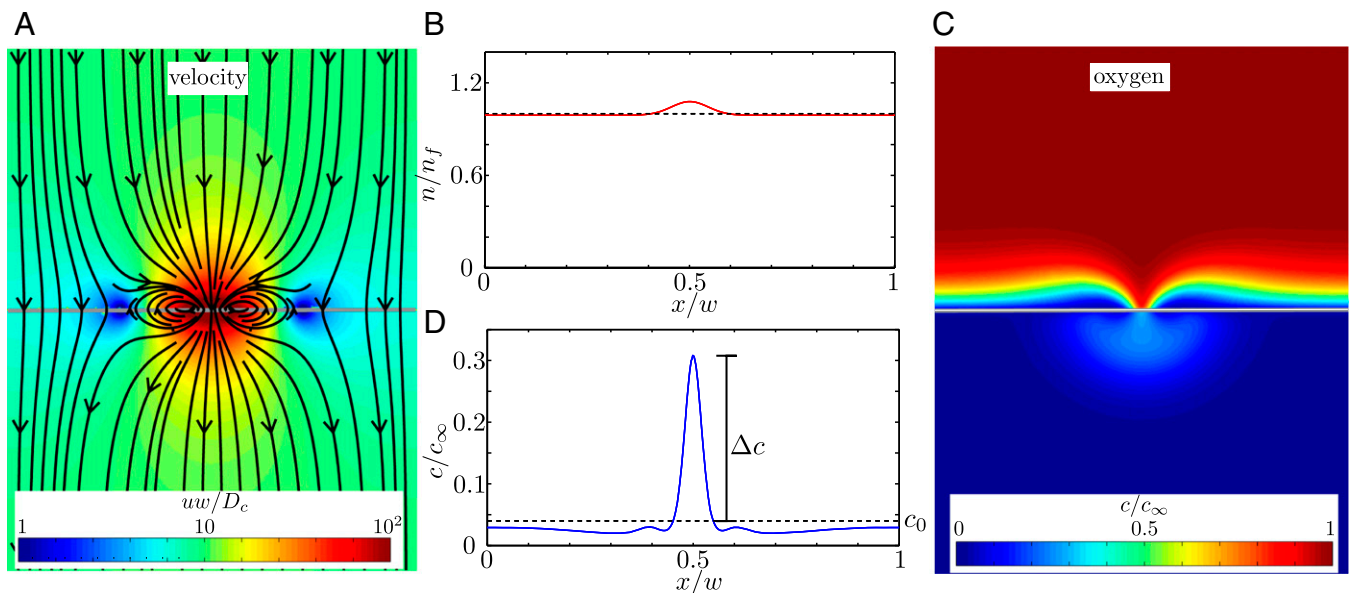 A
velocity
uw/D_c
1 10 10^2
B
n/n_f
1.2
0.6
0
0 0.5 1
x/w
C
oxygen
c/c_∞
0 0.5 1
D
c/c_∞
0.3
0.2
0.1
0
Δc
c_0
0 0.5 1
x/w